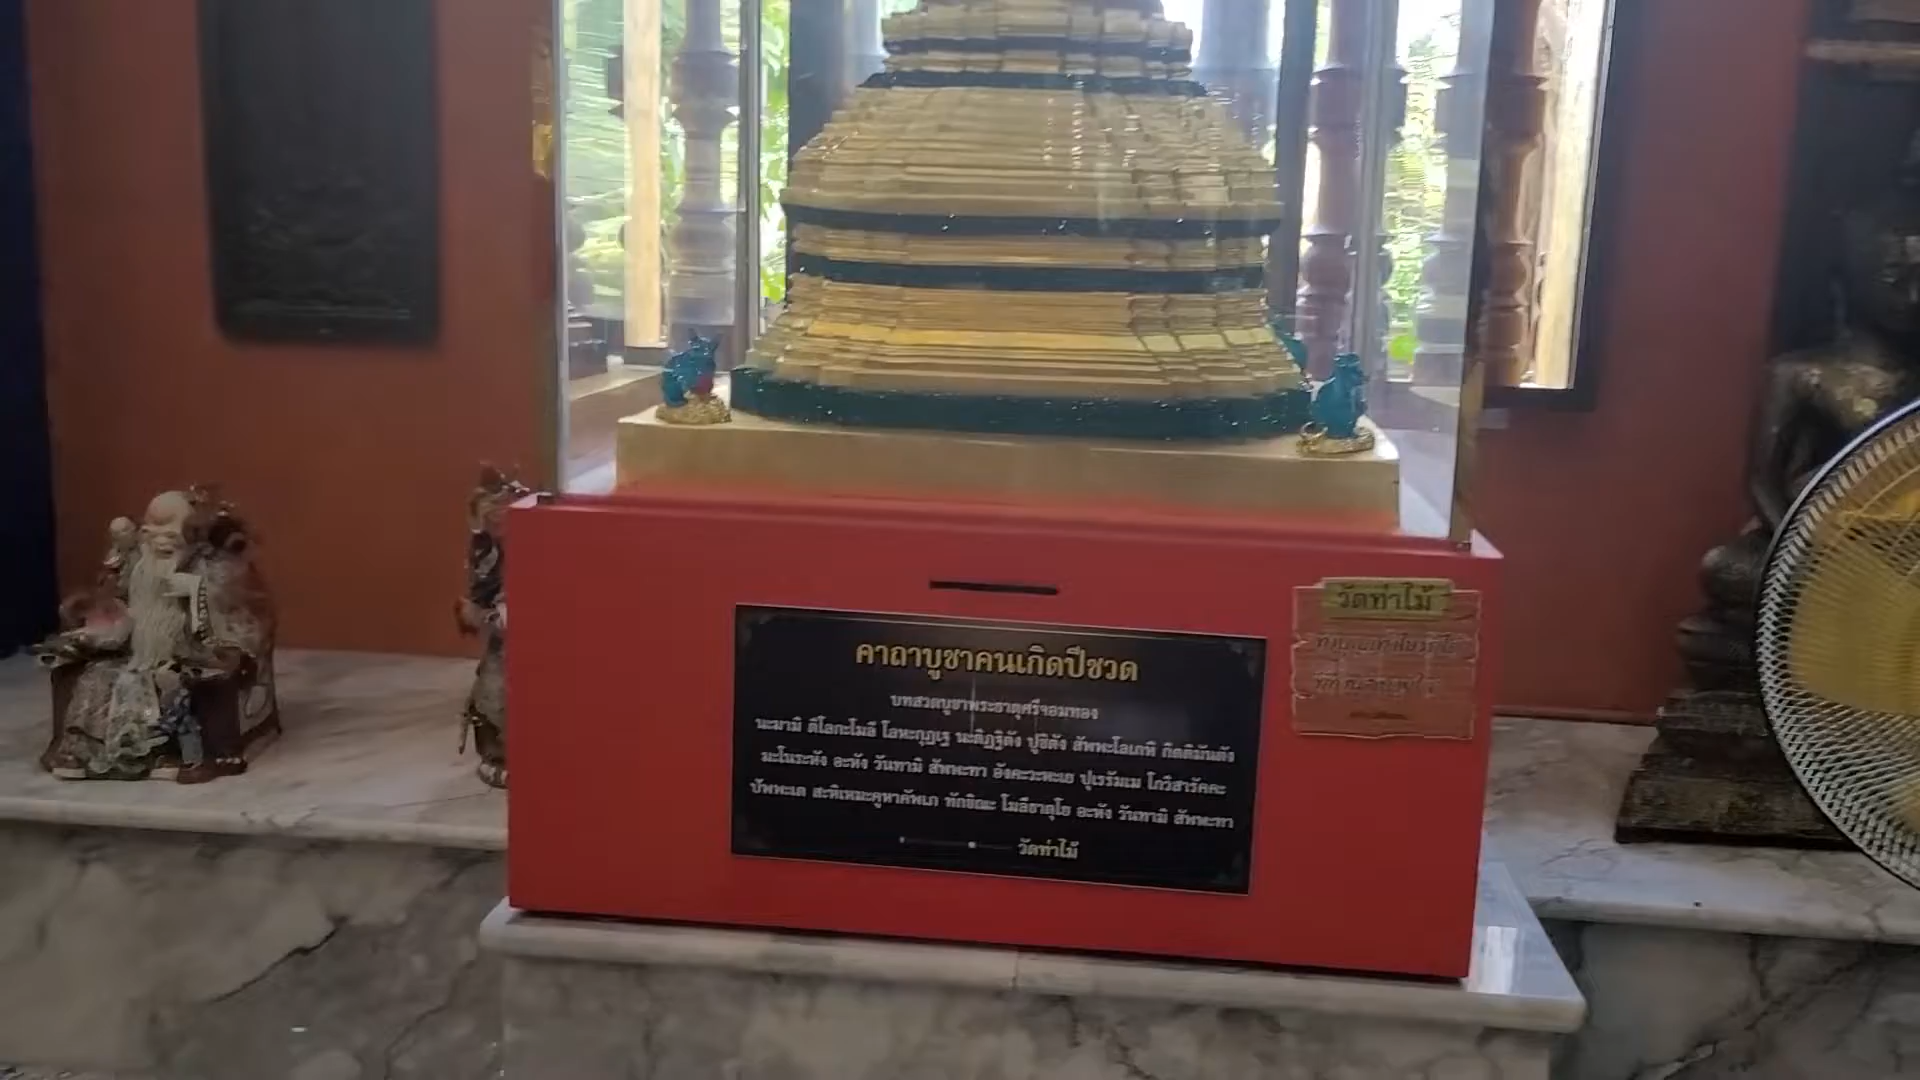 คาถาบูชาคนเกิดปีชวด
บทสวดบูชาพระธาตุศรีจอมทอง
นะมามิ ติโลกะโมลี โลหะกุฏเฐ นะติฏฐิตัง ปูชิตัง สัพพะโลเกหิ กิตติมันตัง
มะโนระหัง อะหัง วันทามิ สัพพะทา อังคะวะหะเย ปุเรรัมเม โกวิสารัคคะ
ปัพพะเต สะหิเหมะคูหาคัพเภ ทักขิณะ โมลีธาตุโย อะหัง วันทามิ สัพพะทา
วัดท่าไม้
วัดท่าไม้